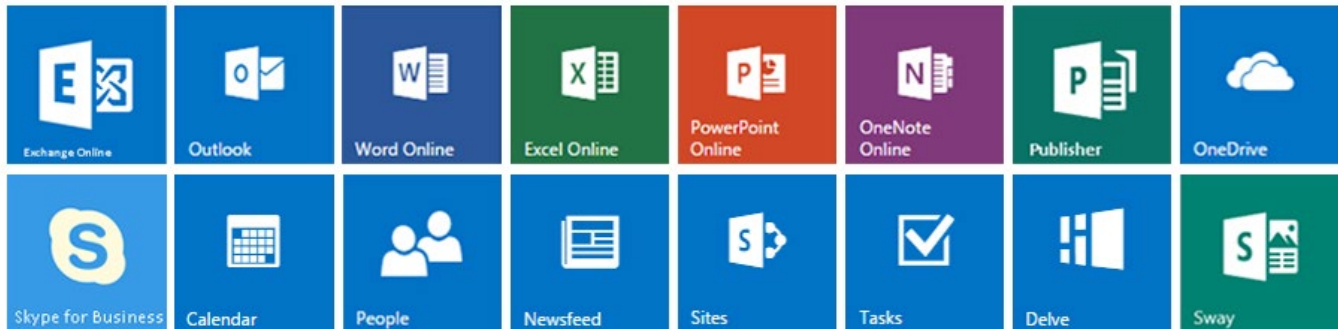 E
Exchange Online
O
Outlook
W
Word Online
X
Excel Online
P
PowerPoint
Online
N
OneNote
Online
P
Publisher
OneDrive
S
Skype for Business
Calendar
People
Newsfeed
S
Sites
Tasks
Delve
S
Sway